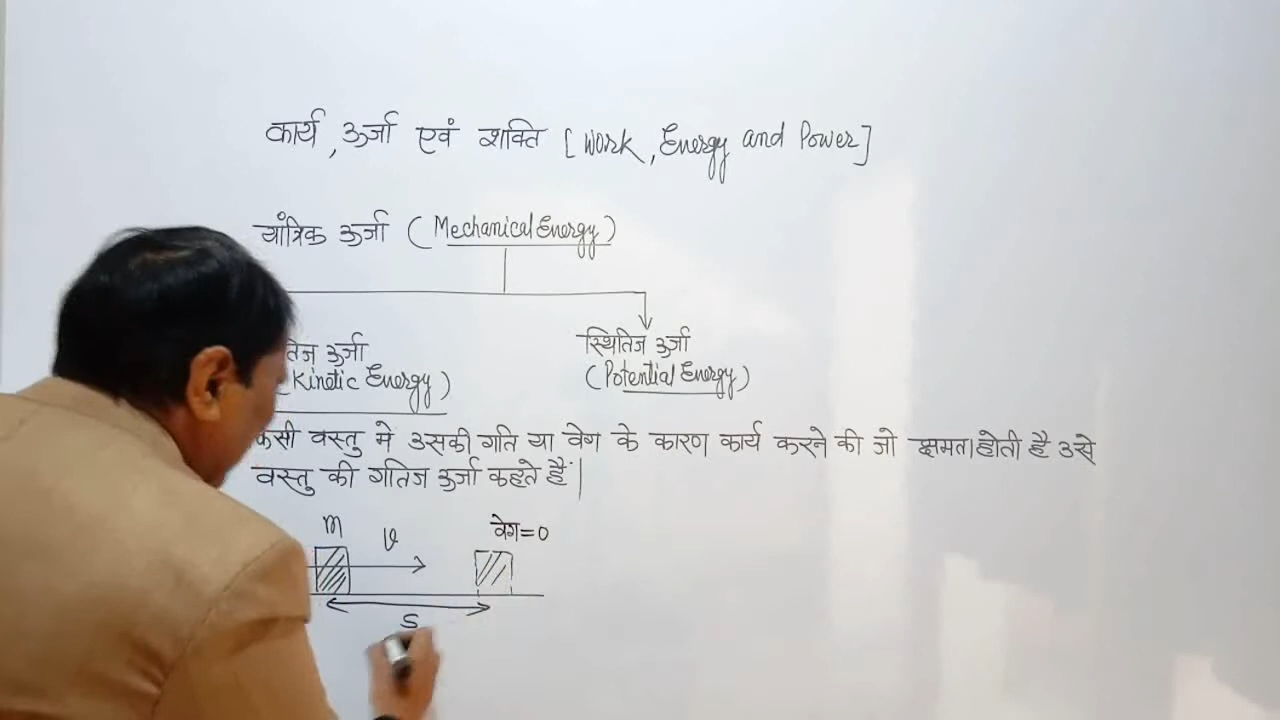 कार्य, ऊर्जा एवं शक्ति [Work, Energy and Power]
यांत्रिक ऊर्जा (Mechanical Energy)
तिज ऊर्जा
स्थितिज ऊर्जा
(Kinetic Energy)
(Potential Energy)
कसी वस्तु मे उसकी गति या वेग के कारण कार्य करने की जो क्षमता होती है उसे
वस्तु की गतिज ऊर्जा कहते हैं|
m
v
वेग=0
S